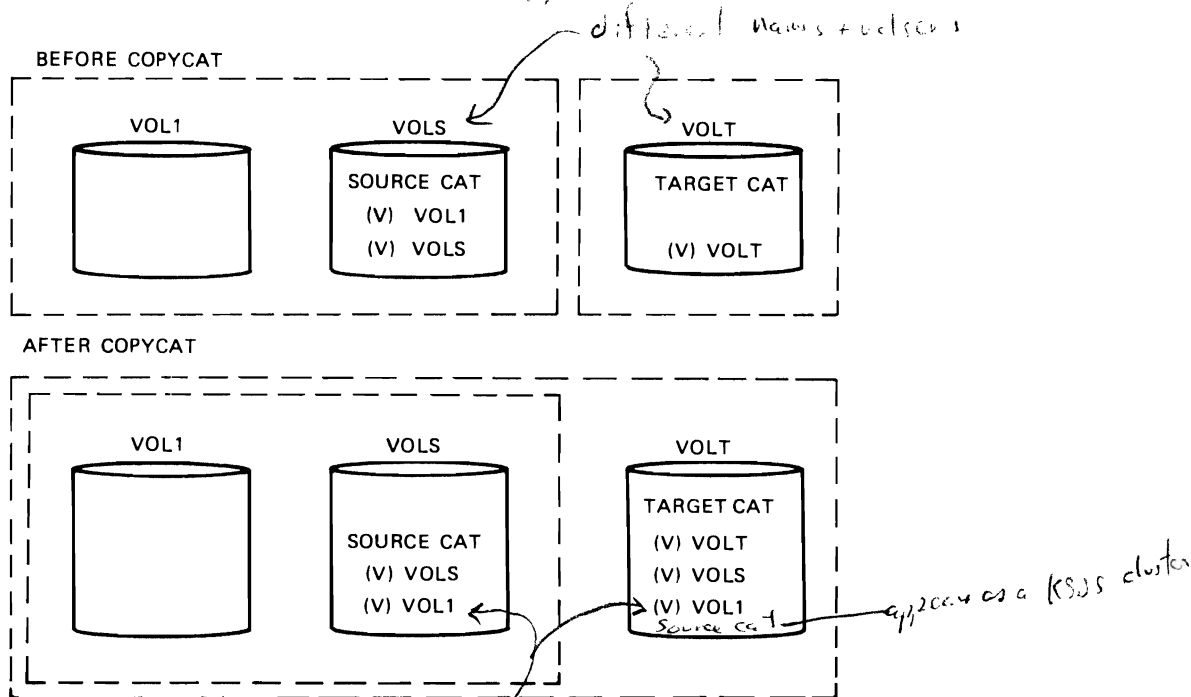 different names + volsers
BEFORE COPYCAT
VOL1
VOLS
VOLT
SOURCE CAT
(V) VOL1
(V) VOLS
TARGET CAT
(V) VOLT
AFTER COPYCAT
VOL1
VOLS
VOLT
SOURCE CAT
(V) VOLS
(V) VOL1
TARGET CAT
(V) VOLT
(V) VOLS
(V) VOL1
Source cat
appears as a KSDS cluster